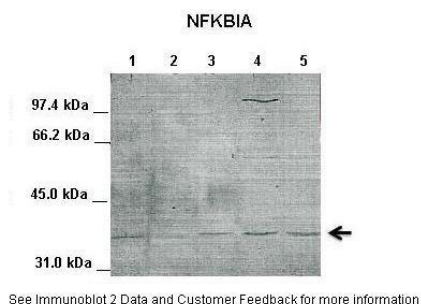 NFKBIA
1 2 3 4 5
97.4 kDa
66.2 kDa
45.0 kDa
31.0 kDa
See Immunoblot 2 Data and Customer Feedback for more information